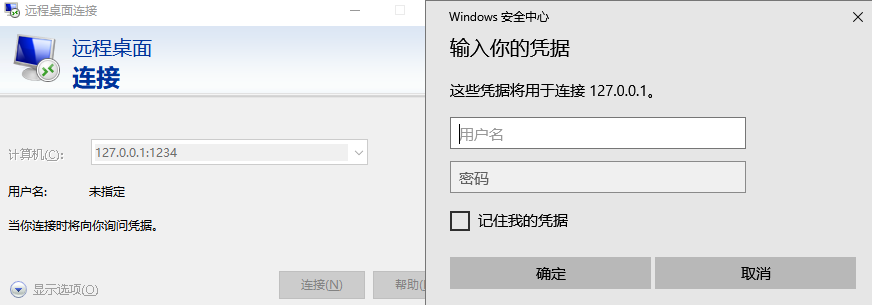 远程桌面连接
远程桌面
连接
计算机(C):
127.0.0.1:1234
用户名:
未指定
当你连接时将向你询问凭据。
显示选项(O)
连接(N)
帮助(
Windows 安全中心
输入你的凭据
这些凭据将用于连接 127.0.0.1。
用户名
密码
记住我的凭据
确定
取消